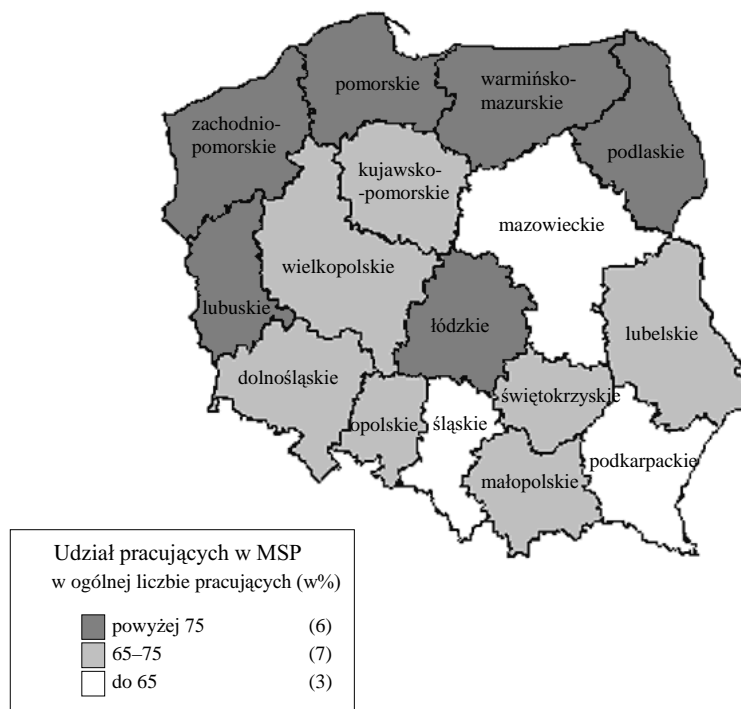 pomorskie
warmińsko-
mazurskie
zachodnio-
pomorskie
podlaskie
kujawsko-
-pomorskie
mazowieckie
wielkopolskie
lubuskie
łódzkie
lubelskie
dolnośląskie
świętokrzyskie
opolskie
śląskie
podkarpackie
małopolskie
Udział pracujących w MSP
w ogólnej liczbie pracujących (w%)
powyżej 75 (6)
65–75 (7)
do 65 (3)